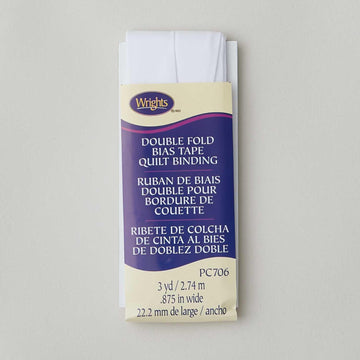 Wrights
DOUBLE FOLD
BIAS TAPE
QUILT BINDING
RUBAN DE BIAIS
DOUBLE POUR
BORDURE DE
COUETTE
RIBETE DE COLCHA
DE CINTA AL BIES
DE DOBLEZ DOBLE
PC706
3 yd / 2.74 m
.875 in wide
22.2 mm de large / ancho